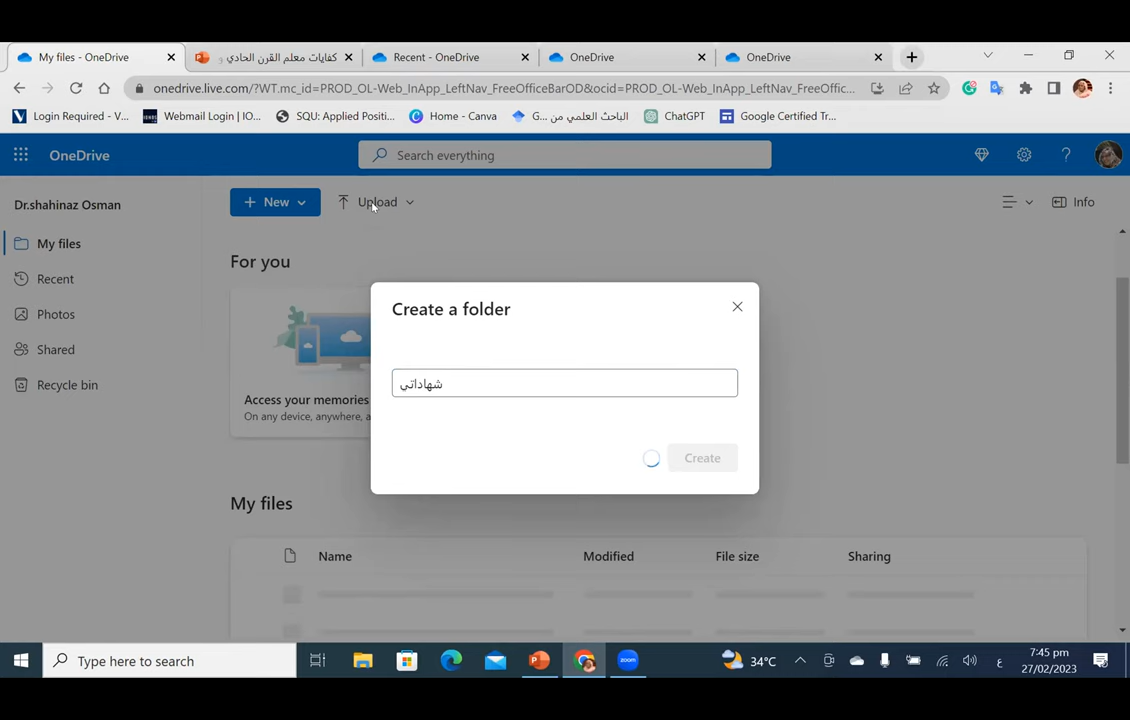 My files - OneDrive
كفايات معلم القرن الحادي و
Recent - OneDrive
OneDrive
OneDrive
onedrive.live.com/?WT.mc_id=PROD_OL-Web_InApp_LeftNav_FreeOfficeBarOD&ocid=PROD_OL-Web_InApp_LeftNav_FreeOffic...
Login Required - V...
Webmail Login | IO...
SQU: Applied Positi...
Home - Canva
الباحث العلمي من ...G
ChatGPT
Google Certified Tr...
OneDrive
Search everything
Dr.shahinaz Osman
New
Upload
Info
My files
Recent
Photos
Shared
Recycle bin
For you
Access your memories
On any device, anywhere, a
Create a folder
شهاداتي
Create
My files
Name
Modified
File size
Sharing
Type here to search
zoom
34°C
ع
7:45 pm
27/02/2023